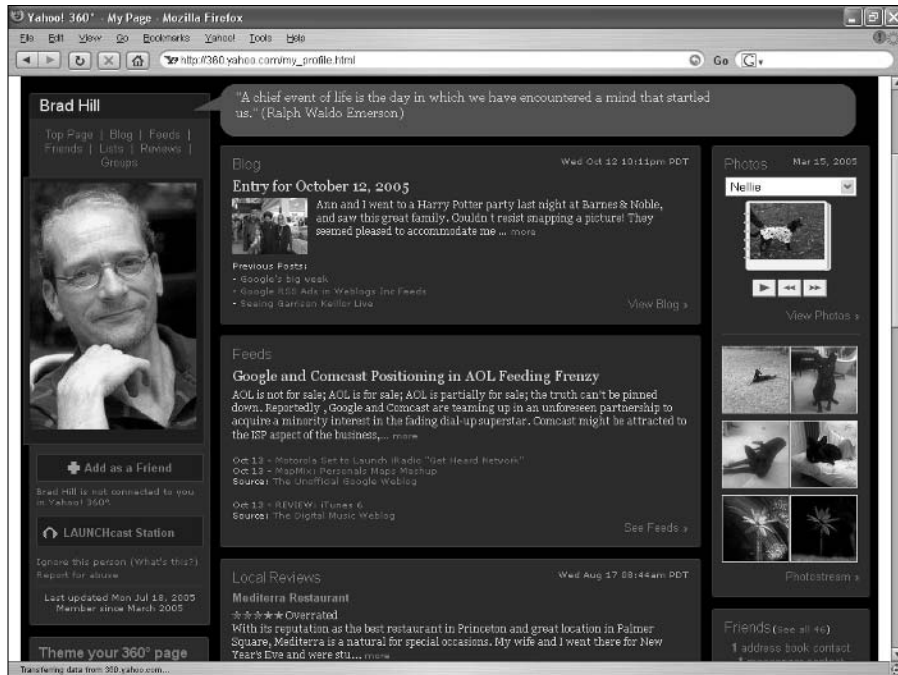 Yahoo! 360° - My Page - Mozilla Firefox
File Edit View Go Bookmarks Yahoo! Tools Help
http://360.yahoo.com/my_profile.html
Go
Brad Hill
Top Page | Blog | Feeds |
Friends | Lists | Reviews |
Groups
"A chief event of life is the day in which we have encountered a mind that startled
us." (Ralph Waldo Emerson)
Blog
Wed Oct 12 10:11pm PDT
Entry for October 12, 2005
Ann and I went to a Harry Potter party last night at Barnes & Noble,
and saw this great family. Couldn t resist snapping a picture! They
seemed pleased to accommodate me ... more
Previous Posts:
- Google's big week
- Google RSS Ads in Weblogs Inc Feeds
- Seeing Garrison Keillor Live
View Blog »
Feeds
Google and Comcast Positioning in AOL Feeding Frenzy
AOL is not for sale; AOL is for sale; AOL is partially for sale; the truth can't be pinned
down. Reportedly , Google and Comcast are teaming up in an unforeseen partnership to
acquire a minority interest in the fading dial-up superstar. Comcast might be attracted to
the ISP aspect of the business,... more
Oct 13 - Motorola Set to Launch iRadio "Get Heard Network"
Oct 13 - MapMix: Personals Maps Mashup
Source: The Unofficial Google Weblog
Oct 13 - REVIEW: iTunes 6
Source: The Digital Music Weblog
See Feeds »
Local Reviews
Wed Aug 17 08:44am PDT
Mediterra Restaurant
Overrated
With its reputation as the best restaurant in Princeton and great location in Palmer
Square, Mediterra is a natural for special occasions. My wife and I went there for New
Year's Eve and were stu... more
Photos
Mar 15, 2005
Nellie
View Photos »
Photostream »
Friends (See all 46)
1 address book contact
Add as a Friend
Brad Hill is not connected to you
in Yahoo! 360°.
LAUNCHcast Station
Ignore this person (What's this?)
Report for abuse
Last updated Mon Jul 18, 2005
Member since March 2005
Theme your 360° page
Transferring data from 360.yahoo.com...